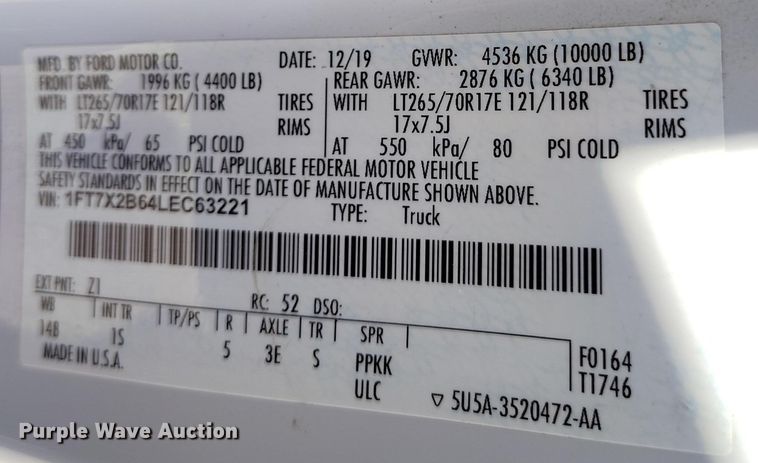 MFD. BY FORD MOTOR CO. DATE: 12/19 GVWR: 4536 KG (10000 LB)
FRONT GAWR: 1996 KG ( 4400 LB) REAR GAWR: 2876 KG ( 6340 LB)
WITH LT265/70R17E 121/118R TIRES WITH LT265/70R17E 121/118R TIRES
17x7.5J RIMS 17x7.5J RIMS
AT 450 kPa/ 65 PSI COLD AT 550 kPa/ 80 PSI COLD
THIS VEHICLE CONFORMS TO ALL APPLICABLE FEDERAL MOTOR VEHICLE
SAFETY STANDARDS IN EFFECT ON THE DATE OF MANUFACTURE SHOWN ABOVE.
VIN: 1FT7X2B64LEC63221 TYPE: Truck
EXT PNT: Z1 RC: 52 DSO:
WB INT TR TP/PS R AXLE TR SPR
148 1S 5 3E S PPKK F0164
MADE IN U.S.A. ULC T1746
5U5A-3520472-AA
Purple Wave Auction